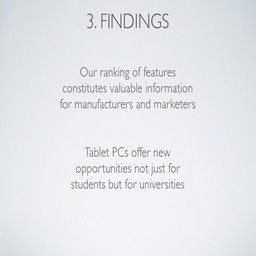 3. FINDINGS
Our ranking of features
constitutes valuable information
for manufacturers and marketers
Tablet PCs offer new
opportunities not just for
students but for universities